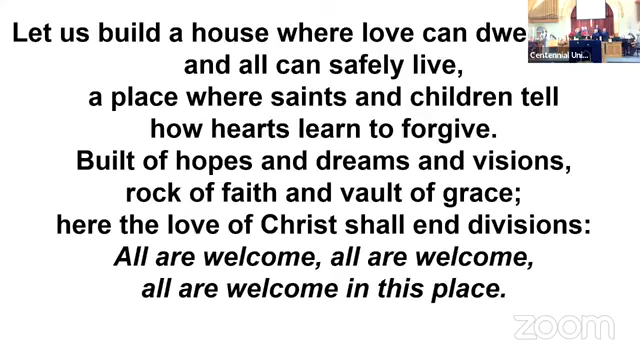 Let us build a house where love can
and all can safely live,
a place where saints and children tell
how hearts learn to forgive.
Built of hopes and dreams and visions,
rock of faith and vault of grace;
here the love of Christ shall end divisions:
All are welcome, all are welcome,
all are welcome in this place.
Centennial Uni...
zoom